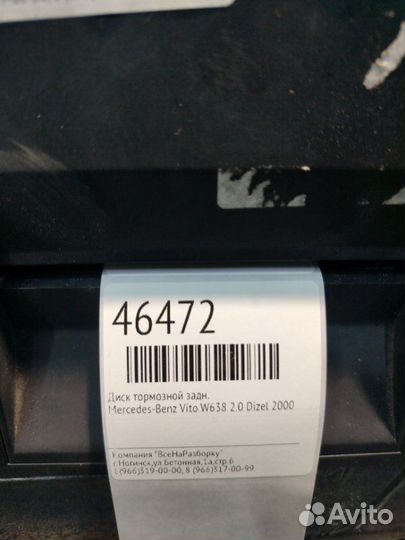 46472
Диск тормозной задн.
Mercedes-Benz Vito W638 2.0 Dizel 2000
Компания "ВсеНаРазборку"
г.Ногинск,ул.Бетонная,1а,стр.6
8 (966)319-00-00, 8 (966)317-00-99
Avito